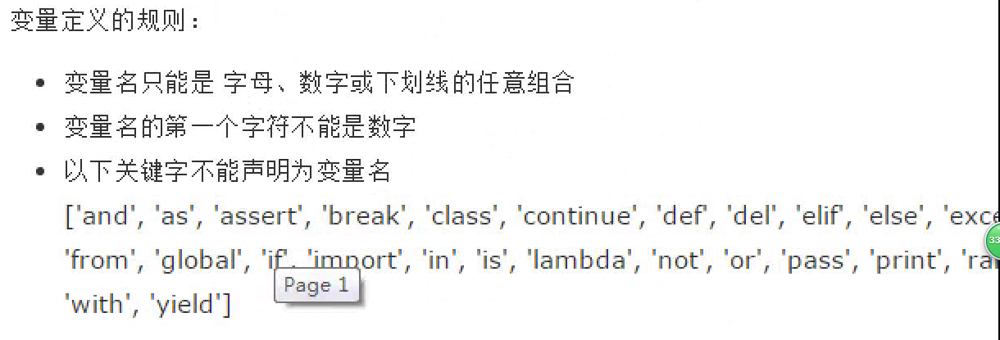 变量定义的规则：
变量名只能是 字母、数字或下划线的任意组合
变量名的第一个字符不能是数字
以下关键字不能声明为变量名
['and', 'as', 'assert', 'break', 'class', 'continue', 'def', 'del', 'elif', 'else',
'from', 'global', 'if', 'import', 'in', 'is', 'lambda', 'not', 'or', 'pass', 'print',
Page 1
'with', 'yield']
33